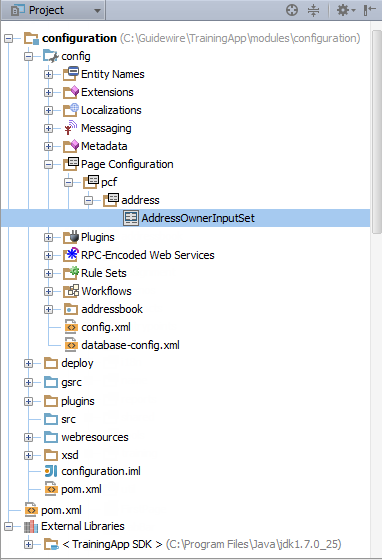 Project
configuration (C:\Guidewire\TrainingApp\modules\configuration)
config
Entity Names
Extensions
Localizations
Messaging
Metadata
Page Configuration
pcf
address
AddressOwnerInputSet
Plugins
RPC-Encoded Web Services
Rule Sets
Workflows
addressbook
config.xml
database-config.xml
deploy
gsrc
plugins
src
webresources
xsd
configuration.iml
pom.xml
pom.xml
External Libraries
< TrainingApp SDK > (C:\Program Files\Java\jdk1.7.0_25)